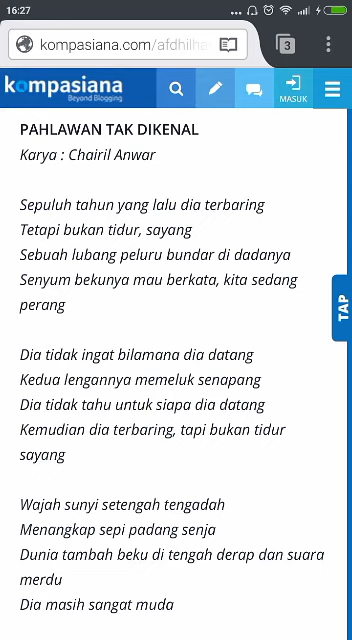 16:27
kompasiana.com/afdhilha
3
kompasiana
Beyond Blogging
MASUK
PAHLAWAN TAK DIKENAL
Karya : Chairil Anwar
Sepuluh tahun yang lalu dia terbaring
Tetapi bukan tidur, sayang
Sebuah lubang peluru bundar di dadanya
Senyum bekunya mau berkata, kita sedang
perang
TAP
Dia tidak ingat bilamana dia datang
Kedua lengannya memeluk senapang
Dia tidak tahu untuk siapa dia datang
Kemudian dia terbaring, tapi bukan tidur
sayang
Wajah sunyi setengah tengadah
Menangkap sepi padang senja
Dunia tambah beku di tengah derap dan suara
merdu
Dia masih sangat muda